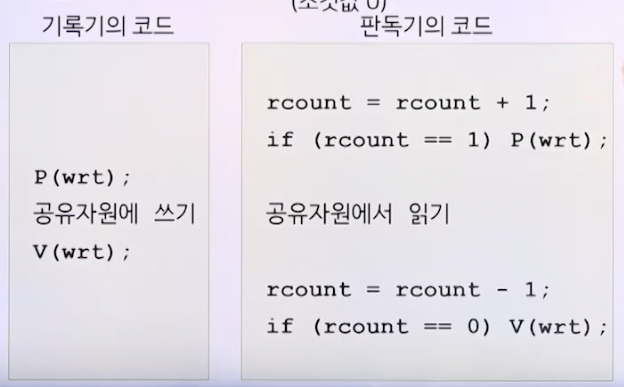 (초깃값 0)
기록기의 코드
판독기의 코드
P(wrt);
공유자원에 쓰기
V(wrt);
rcount = rcount + 1;
if (rcount == 1) P(wrt);
공유자원에서 읽기
rcount = rcount - 1;
if (rcount == 0) V(wrt);